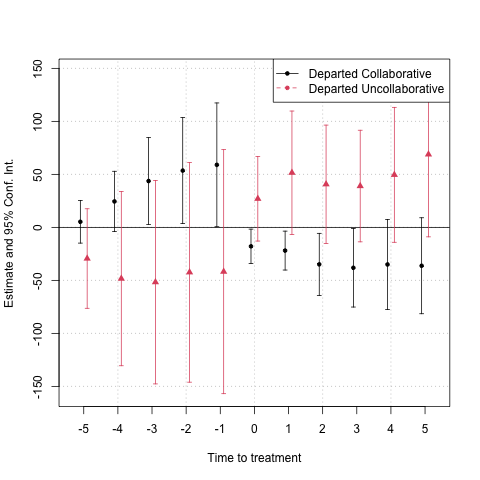 Departed Collaborative
Departed Uncollaborative
Estimate and 95% Conf. Int.
150
100
50
0
-50
-100
-150
-5 -4 -3 -2 -1 0 1 2 3 4 5
Time to treatment